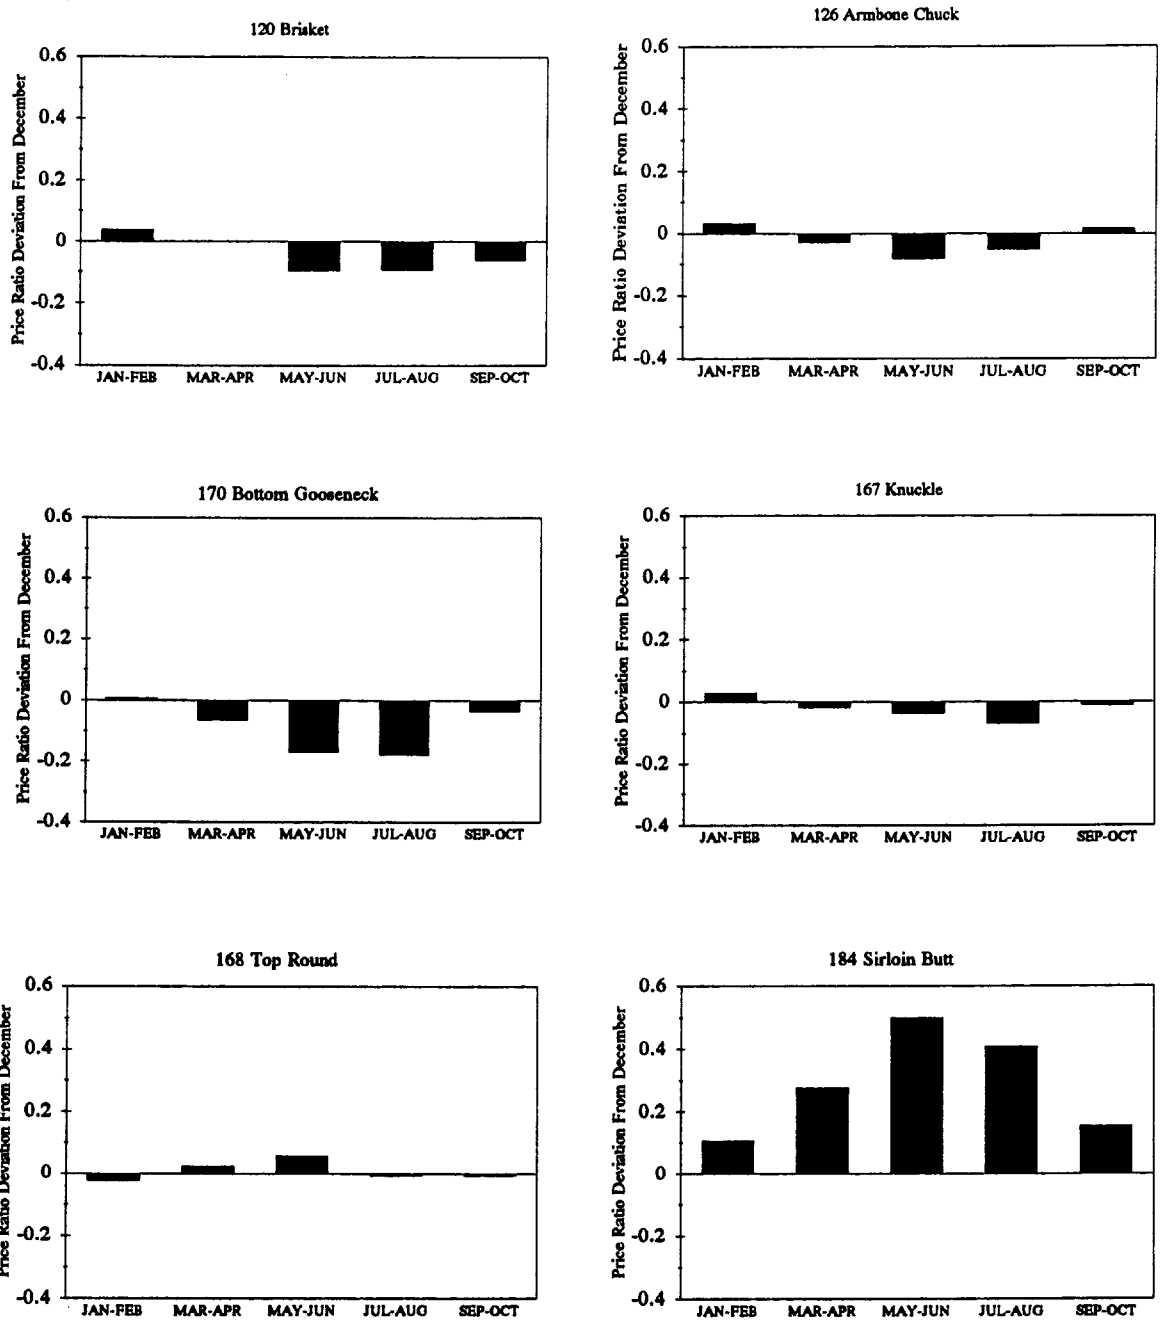 120 Brisket
Price Ratio Deviation From December
0.6
0.4
0.2
0
-0.2
-0.4
JAN-FEB MAR-APR MAY-JUN JUL-AUG SEP-OCT
126 Armbone Chuck
Price Ratio Deviation From December
0.6
0.4
0.2
0
-0.2
-0.4
JAN-FEB MAR-APR MAY-JUN JUL-AUG SEP-OCT
170 Bottom Gooseneck
Price Ratio Deviation From December
0.6
0.4
0.2
0
-0.2
-0.4
JAN-FEB MAR-APR MAY-JUN JUL-AUG SEP-OCT
167 Knuckle
Price Ratio Deviation From December
0.6
0.4
0.2
0
-0.2
-0.4
JAN-FEB MAR-APR MAY-JUN JUL-AUG SEP-OCT
168 Top Round
Price Ratio Deviation From December
0.6
0.4
0.2
0
-0.2
-0.4
JAN-FEB MAR-APR MAY-JUN JUL-AUG SEP-OCT
184 Sirloin Butt
Price Ratio Deviation From December
0.6
0.4
0.2
0
-0.2
-0.4
JAN-FEB MAR-APR MAY-JUN JUL-AUG SEP-OCT